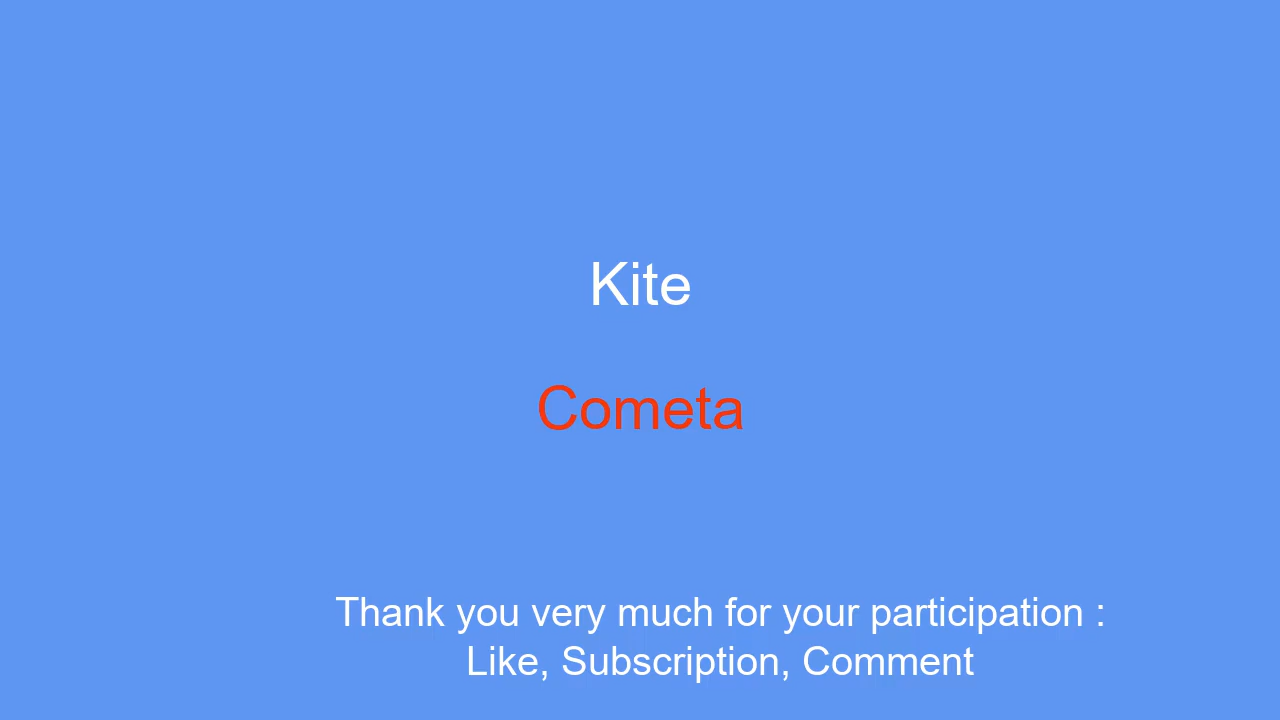 Kite
Cometa
Thank you very much for your participation :
Like, Subscription, Comment